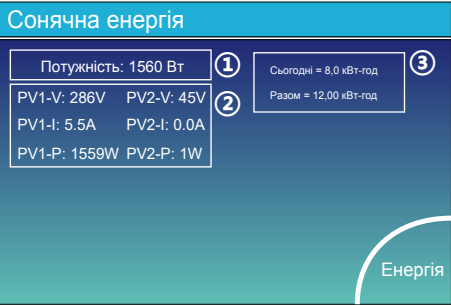 Сонячна енергія
Потужність: 1560 Вт
①
PV1-V: 286V PV2-V: 45V
②
PV1-I: 5.5A PV2-I: 0.0A
PV1-P: 1559W PV2-P: 1W
Сьогодні = 8,0 кВт-год
③
Разом = 12,00 кВт-год
Енергія